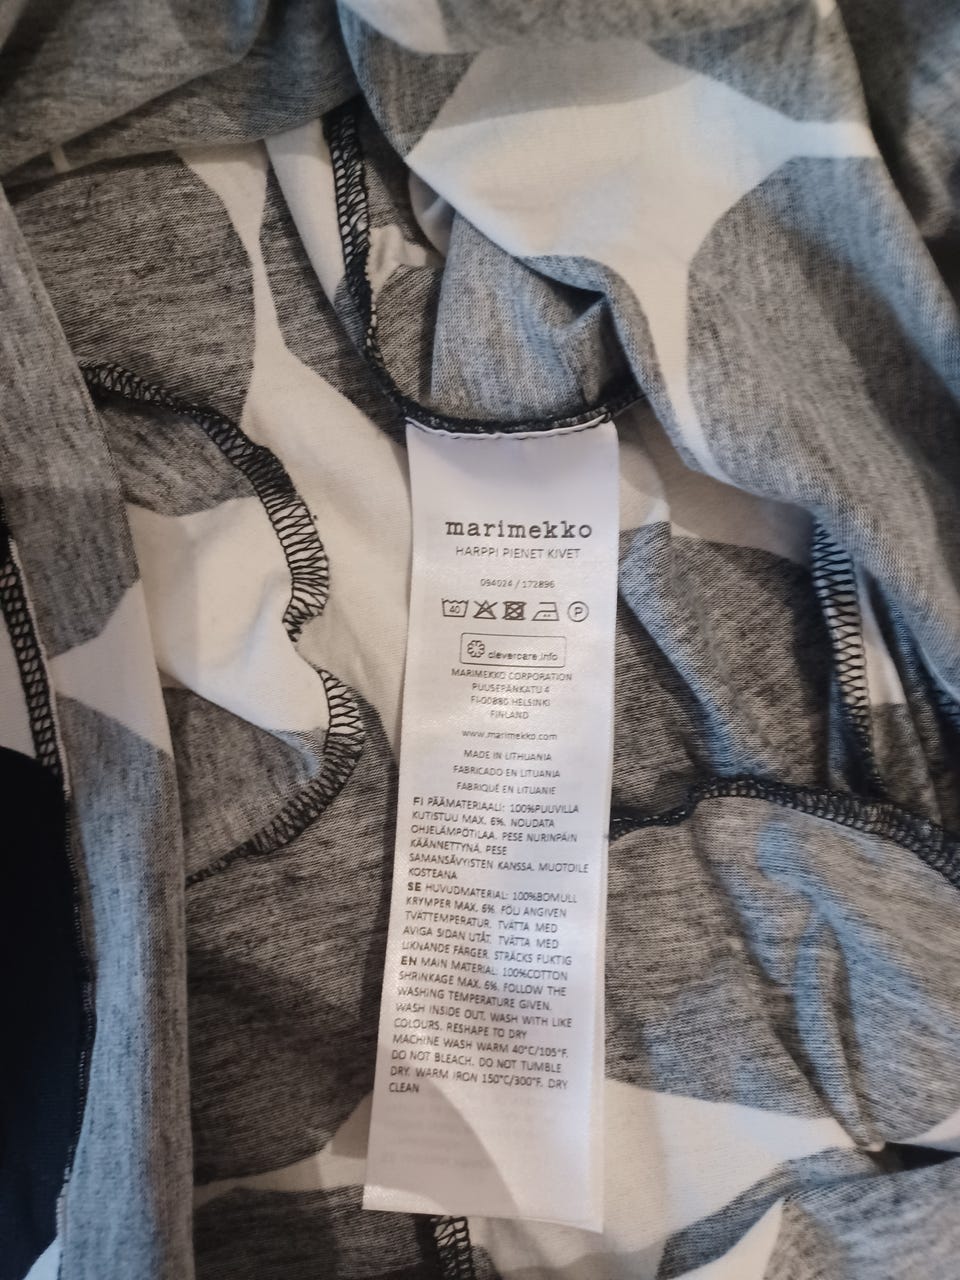 marimekko
HARPPI PIENET KIVET
094024 / 172896
40 P
clevercare.info
MARIMEKKO CORPORATION
PUUSEPÄNKATU 4
FI-00880 HELSINKI
FINLAND
www.marimekko.com
MADE IN LITHUANIA
FABRICADO EN LITUANIA
FABRIQUÉ EN LITUANIE
FI PÄÄMATERIAALI: 100%PUUVILLA
KUTISTUU MAX. 6%. NOUDATA
OHJELÄMPÖTILAA. PESE NURINPÄIN
KÄÄNNETTYNÄ. PESE
SAMANSÄVYISTEN KANSSA. MUOTOILE
KOSTEANA
SE HUVUDMATERIAL: 100%BOMULL
KRYMPER MAX. 6%. FÖLJ ANGIVEN
TVÄTTEMPERATUR. TVÄTTA MED
AVIGA SIDAN UTÅT. TVÄTTA MED
LIKNANDE FÄRGER. STRÄCKS FUKTIG
EN MAIN MATERIAL: 100%COTTON
SHRINKAGE MAX. 6%. FOLLOW THE
WASHING TEMPERATURE GIVEN.
WASH INSIDE OUT. WASH WITH LIKE
COLOURS. RESHAPE TO DRY
MACHINE WASH WARM 40°C/105°F.
DO NOT BLEACH. DO NOT TUMBLE
DRY. WARM IRON 150°C/300°F. DRY
CLEAN